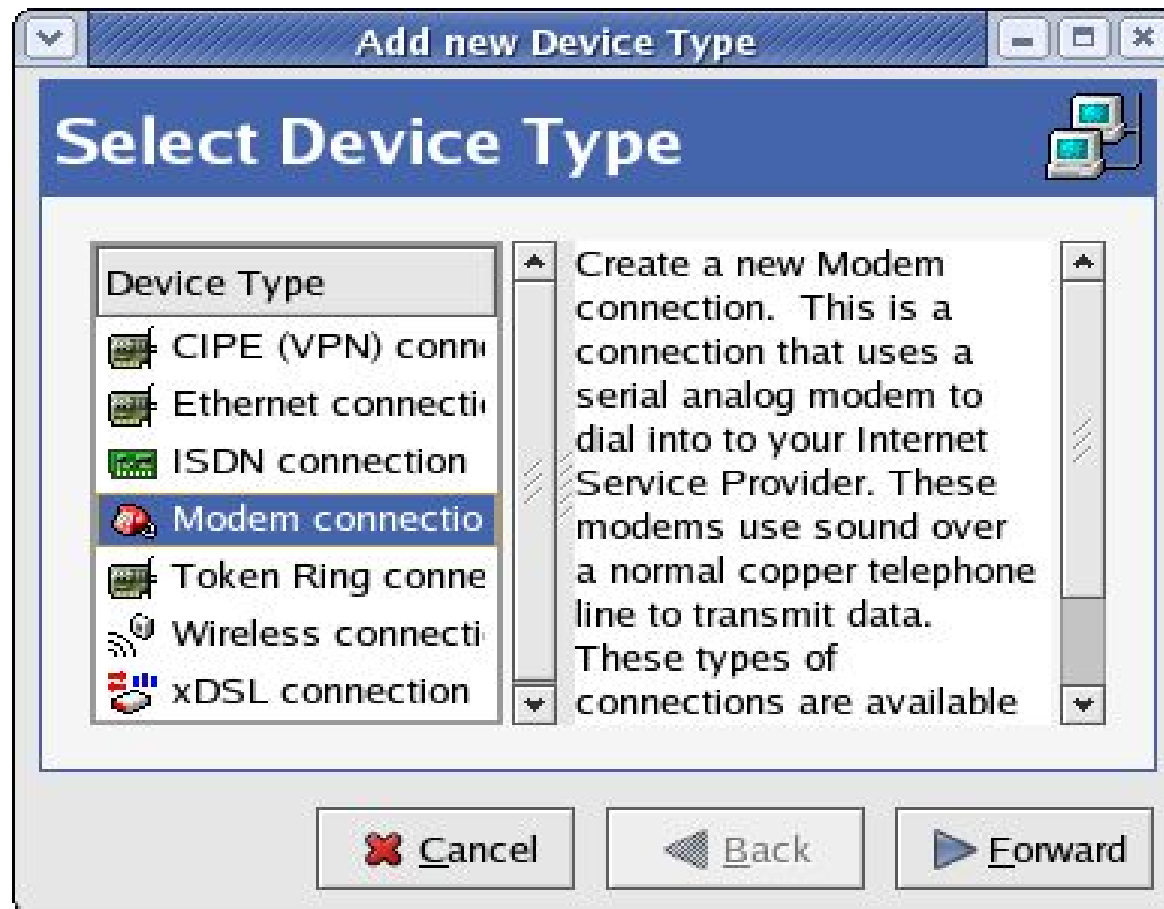 Add new Device Type
Select Device Type
Device Type
CIPE (VPN) conn
Ethernet connecti
ISDN connection
Modem connectio
Token Ring conne
Wireless connecti
xDSL connection
Create a new Modem
connection.  This is a
connection that uses a
serial analog modem to
dial into to your Internet
Service Provider. These
modems use sound over
a normal copper telephone
line to transmit data.
These types of
connections are available
Cancel
Back
Forward